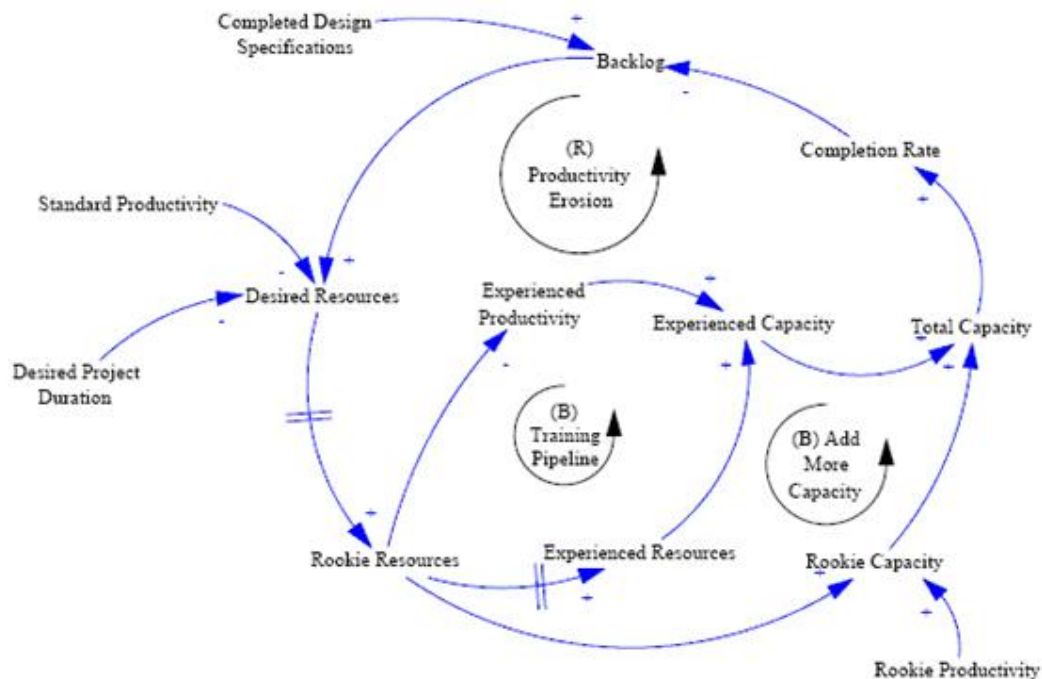 Completed Design
Specifications
+
Backlog
-
(R)
Productivity
Erosion
Completion Rate
+
Standard Productivity
-
+
Desired Resources
-
Experienced
Productivity
-
+
Experienced Capacity
+
Total Capacity
+
+
Desired Project
Duration
(B)
Training
Pipeline
(B) Add
More
Capacity
+
Rookie Resources
Experienced Resources
+
+
Rookie Capacity
+
Rookie Productivity